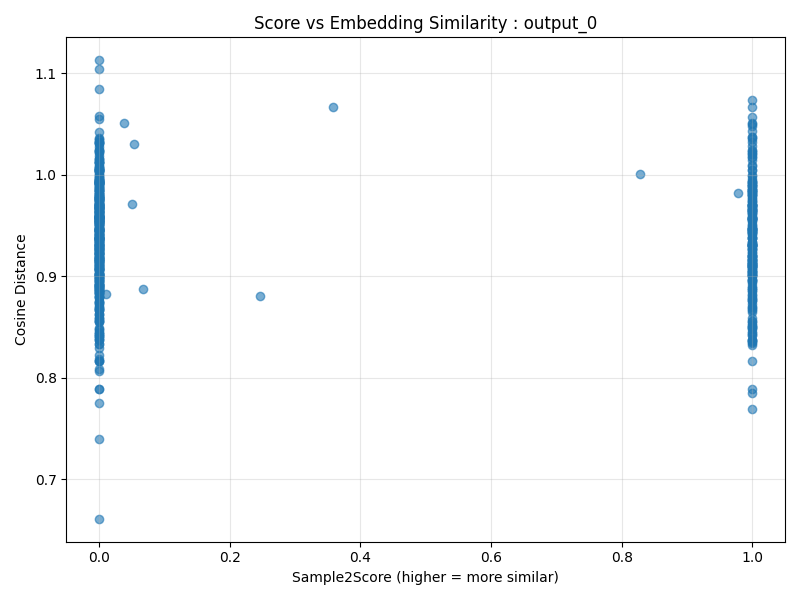 Score vs Embedding Similarity : output_0
1.1
1.0
0.9
0.8
0.7
Cosine Distance
0.0 0.2 0.4 0.6 0.8 1.0
Sample2Score (higher = more similar)